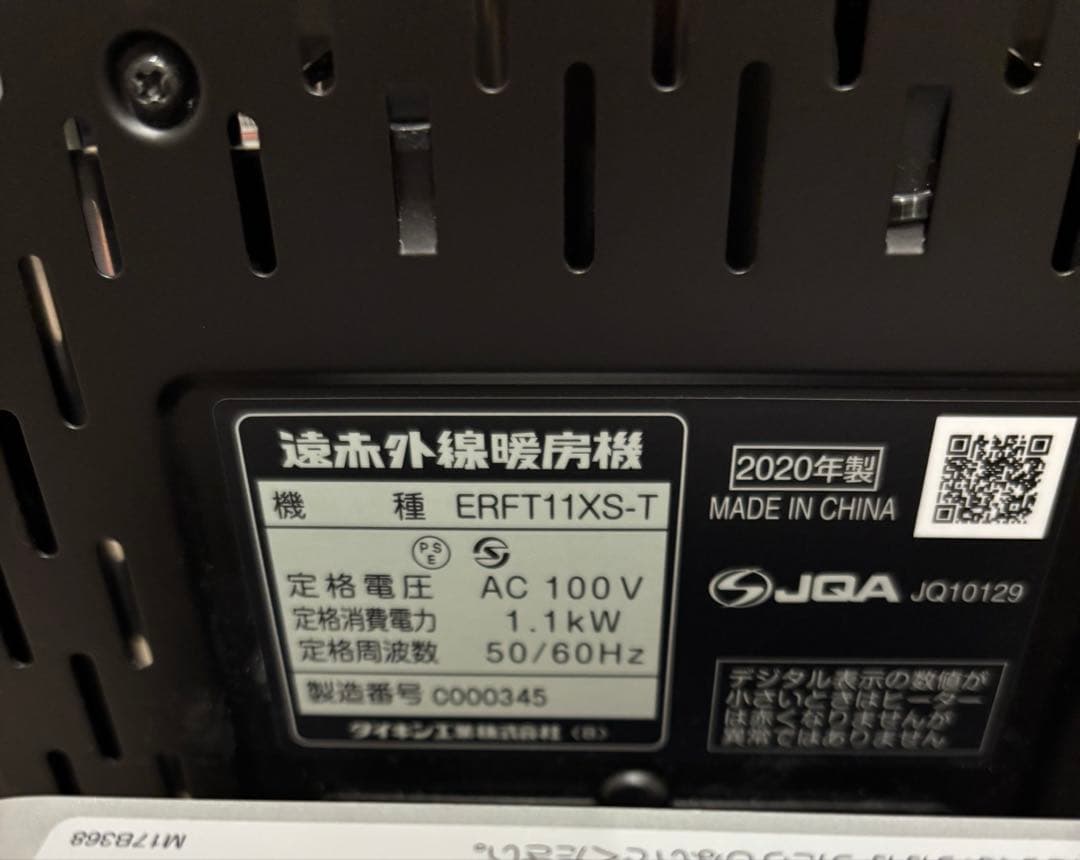 遠赤外線暖房機
機 種 ERFT11XS-T
PS
E
定格電圧 AC 100V
定格消費電力 1.1kW
定格周波数 50/60Hz
製造番号 C000345
ダイキン工業株式会社 〈B〉
2020年製
MADE IN CHINA
JQA JQ10129
デジタル表示の数値が
小さいときはヒーター
は赤くなりませんが
異常ではありません
M17B368